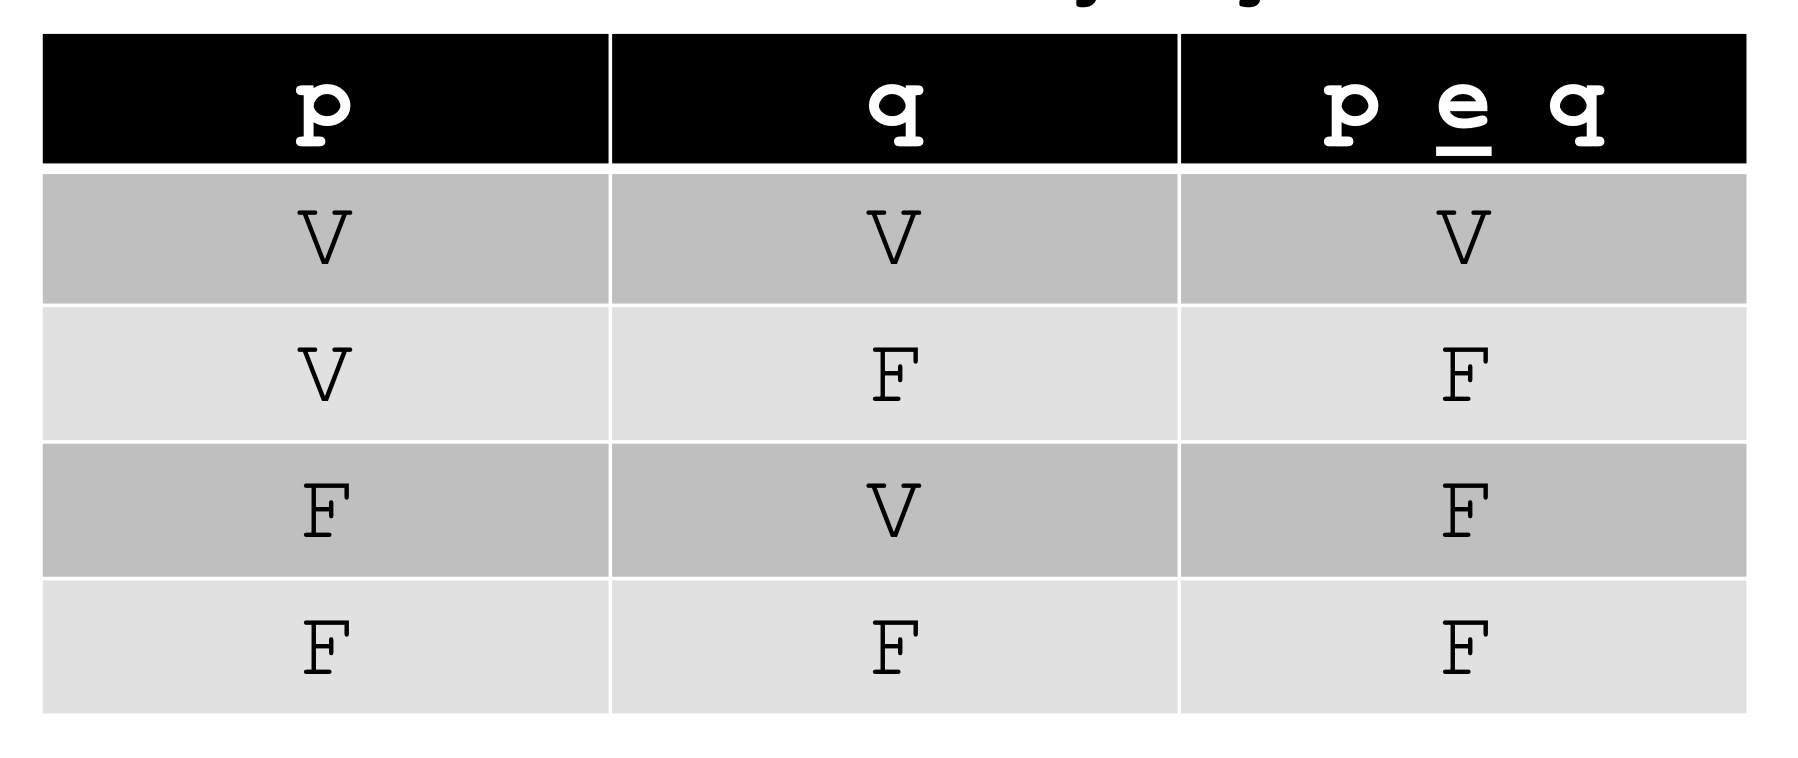 p q p e q
V V V
V F F
F V F
F F F